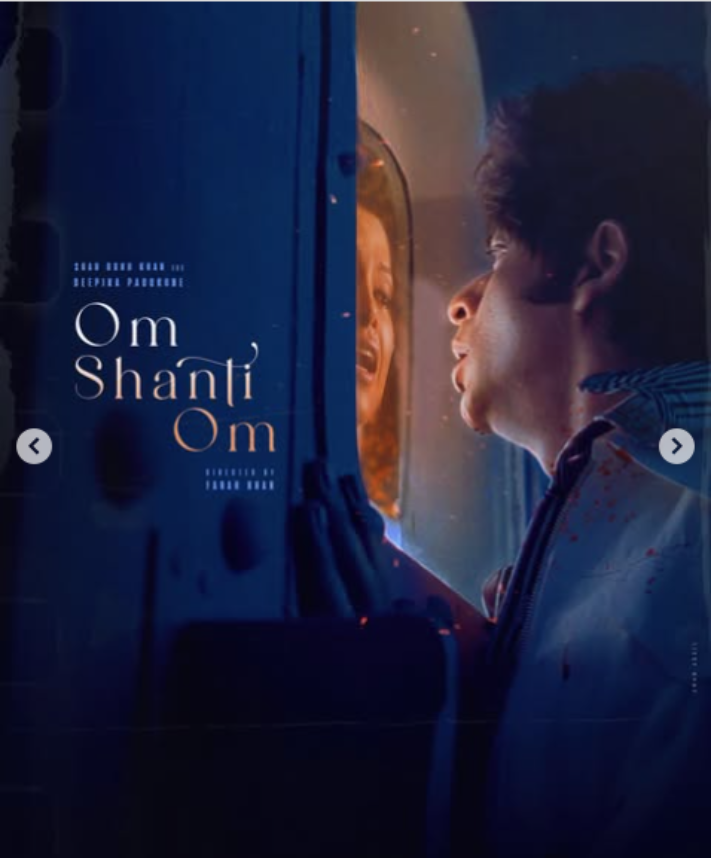 SHAH RUKH KHAN AND
DEEPIKA PADUKONE
Om
Shanti
Om
DIRECTED BY
FARAH KHAN